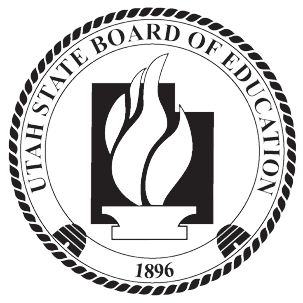 UTAH STATE BOARD OF EDUCATION
1896